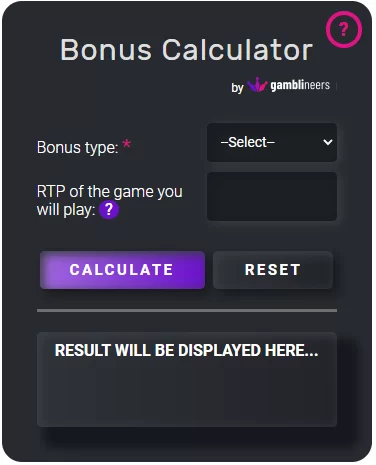 ?
Bonus Calculator
by gamblineers
Bonus type: *
--Select--
RTP of the game you
will play: ?
CALCULATE
RESET
RESULT WILL BE DISPLAYED HERE...